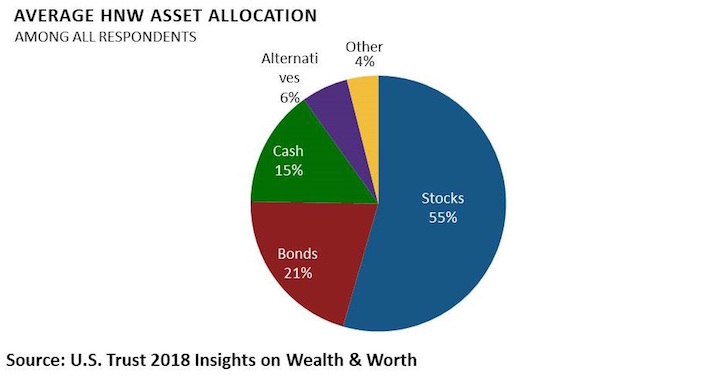 AVERAGE HNW ASSET ALLOCATION
AMONG ALL RESPONDENTS
Other
4%
Alternati
ves
6%
Cash
15%
Stocks
55%
Bonds
21%
Source: U.S. Trust 2018 Insights on Wealth & Worth